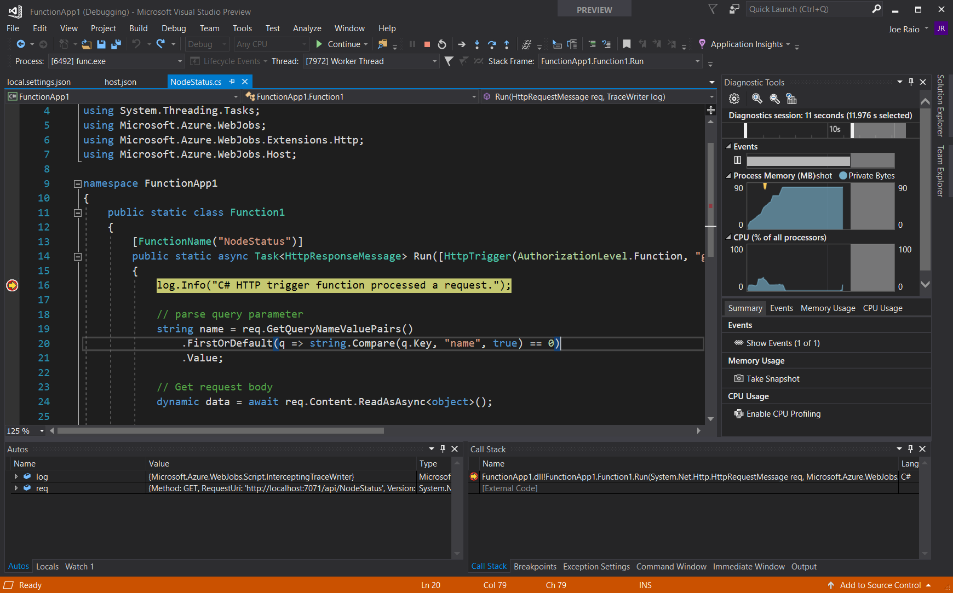 FunctionApp1 (Debugging) - Microsoft Visual Studio Preview
PREVIEW
Quick Launch (Ctrl+Q)
File Edit View Project Build Debug Team Tools Test Analyze Window Help
Joe Raio JR
Debug Any CPU Continue Application Insights
Process: [6492] func.exe Lifecycle Events Thread: [7972] Worker Thread Stack Frame: FunctionApp1.Function1.Run
local.settings.json host.json NodeStatus.cs
FunctionApp1 FunctionApp1.Function1 Run(HttpRequestMessage req, TraceWriter log)
4 using System.Threading.Tasks;
5 using Microsoft.Azure.WebJobs;
6 using Microsoft.Azure.WebJobs.Extensions.Http;
7 using Microsoft.Azure.WebJobs.Host;
8
9 namespace FunctionApp1
10 {
11 public static class Function1
12 {
13 [FunctionName("NodeStatus")]
14 public static async Task<HttpResponseMessage> Run([HttpTrigger(AuthorizationLevel.Function, "g
15 {
16 log.Info("C# HTTP trigger function processed a request.");
17
18 // parse query parameter
19 string name = req.GetQueryNameValuePairs()
20 .FirstOrDefault(q => string.Compare(q.Key, "name", true) == 0)
21 .Value;
22
23 // Get request body
24 dynamic data = await req.Content.ReadAsAsync<object>();
25
125 %
Diagnostic Tools
Diagnostics session: 11 seconds (11.976 s selected)
10s
Events
Process Memory (MB) shot Private Bytes
90 90
0 0
CPU (% of all processors)
100 100
0 0
Summary Events Memory Usage CPU Usage
Events
Show Events (1 of 1)
Memory Usage
Take Snapshot
CPU Usage
Enable CPU Profiling
Solution Explorer
Team Explorer
Autos
Name Value Type
log {Microsoft.Azure.WebJobs.Script.InterceptingTraceWriter} Microsoft
req {Method: GET, RequestUri: 'http://localhost:7071/api/NodeStatus', Version: System.N
Autos Locals Watch 1
Call Stack
Name Lang
FunctionApp1.dll!FunctionApp1.Function1.Run(System.Net.Http.HttpRequestMessage req, Microsoft.Azure.WebJobs. C#
[External Code]
Call Stack Breakpoints Exception Settings Command Window Immediate Window Output
Ready Ln 20 Col 79 Ch 79 INS Add to Source Control